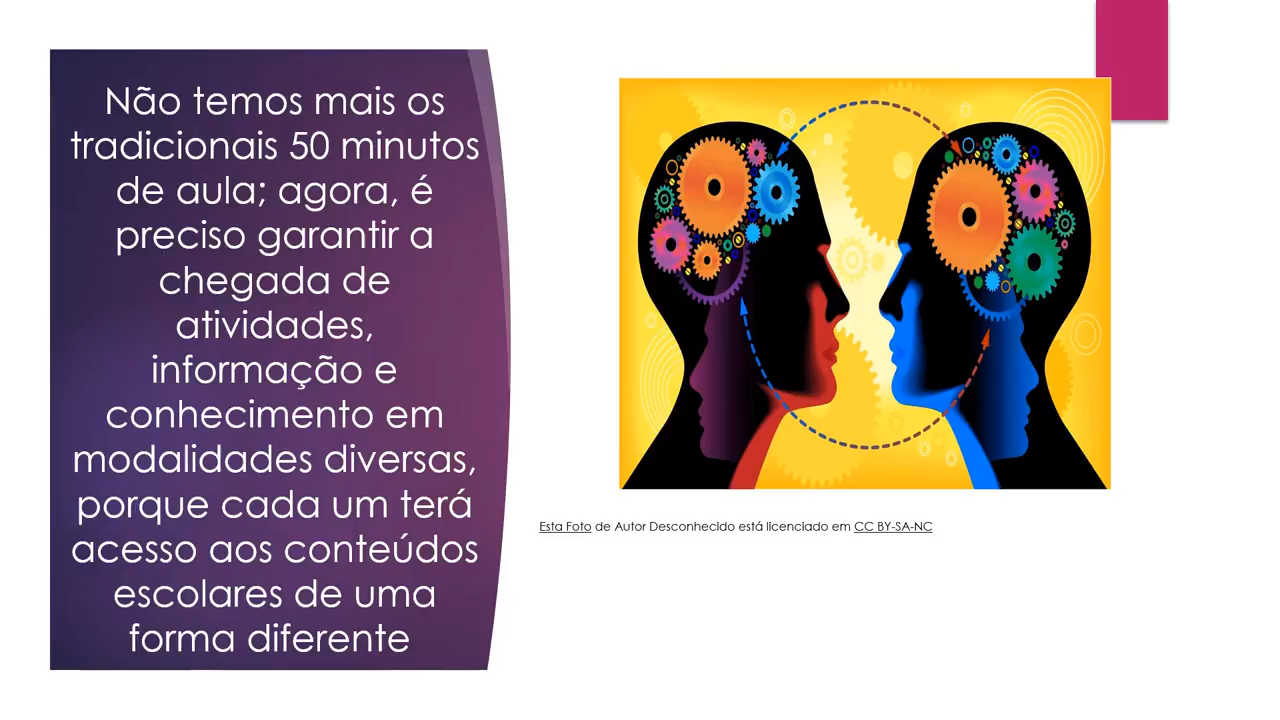 Não temos mais os
tradicionais 50 minutos
de aula; agora, é
preciso garantir a
chegada de
atividades,
informação e
conhecimento em
modalidades diversas,
porque cada um terá
acesso aos conteúdos
escolares de uma
forma diferente
Esta Foto de Autor Desconhecido está licenciado em CC BY-SA-NC